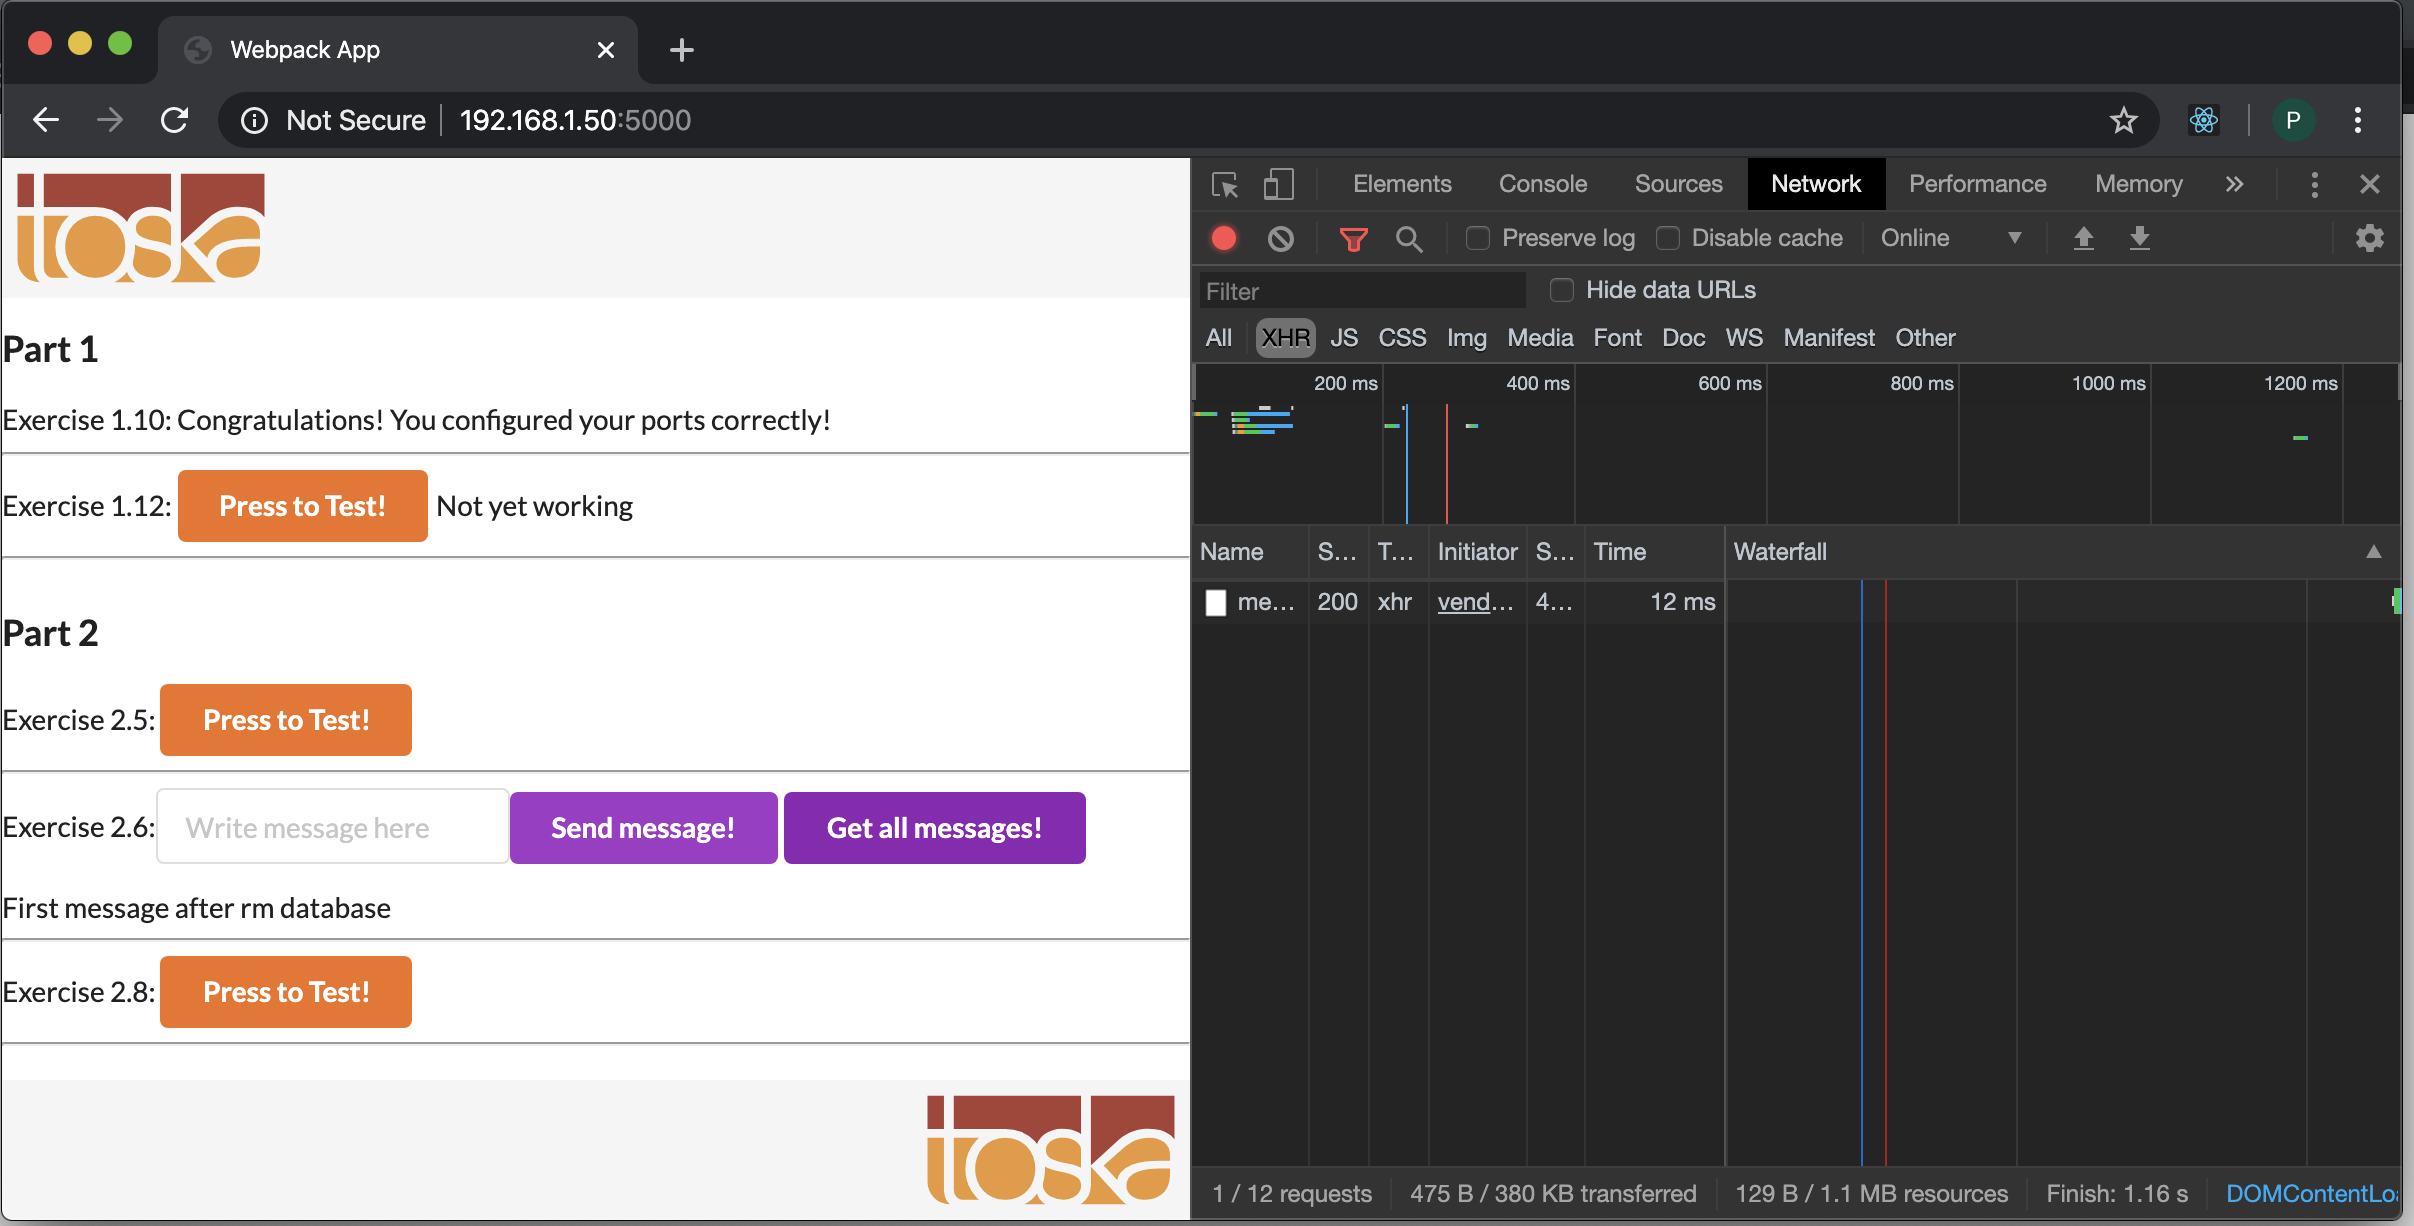 Webpack App
Not Secure 192.168.1.50:5000
P
toska
Part 1
Exercise 1.10: Congratulations! You configured your ports correctly!
Exercise 1.12: Press to Test! Not yet working
Part 2
Exercise 2.5: Press to Test!
Exercise 2.6: Write message here Send message! Get all messages!
First message after rm database
Exercise 2.8: Press to Test!
toska
Elements Console Sources Network Performance Memory
Preserve log Disable cache Online
Filter Hide data URLs
All XHR JS CSS Img Media Font Doc WS Manifest Other
200 ms 400 ms 600 ms 800 ms 1000 ms 1200 ms
Name S... T... Initiator S... Time Waterfall
me... 200 xhr vend... 4... 12 ms
1 / 12 requests 475 B / 380 KB transferred 129 B / 1.1 MB resources Finish: 1.16 s DOMContentLo